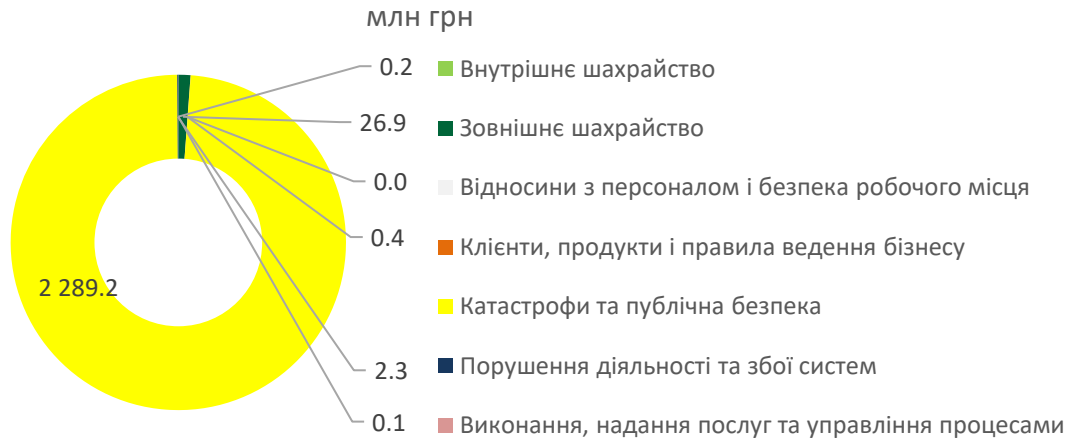 млн грн
0.2
Внутрішнє шахрайство
26.9
Зовнішнє шахрайство
0.0
Відносини з персоналом і безпека робочого місця
0.4
Клієнти, продукти і правила ведення бізнесу
2 289.2
Катастрофи та публічна безпека
2.3
Порушення діяльності та збої систем
0.1
Виконання, надання послуг та управління процесами